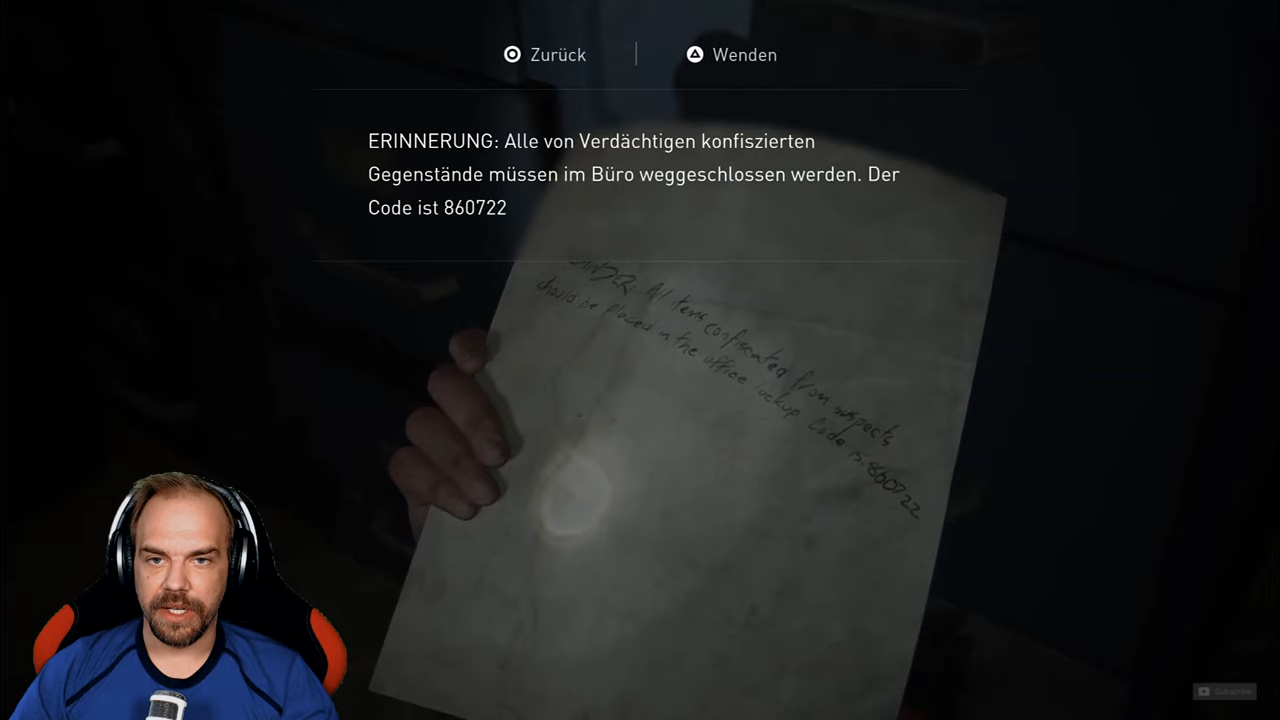 Zurück
Wenden
ERINNERUNG: Alle von Verdächtigen konfiszierten
Gegenstände müssen im Büro weggeschlossen werden. Der
Code ist 860722
All items confiscated from suspects
should be placed in the office lockup. Code is: 860722
Subscribe